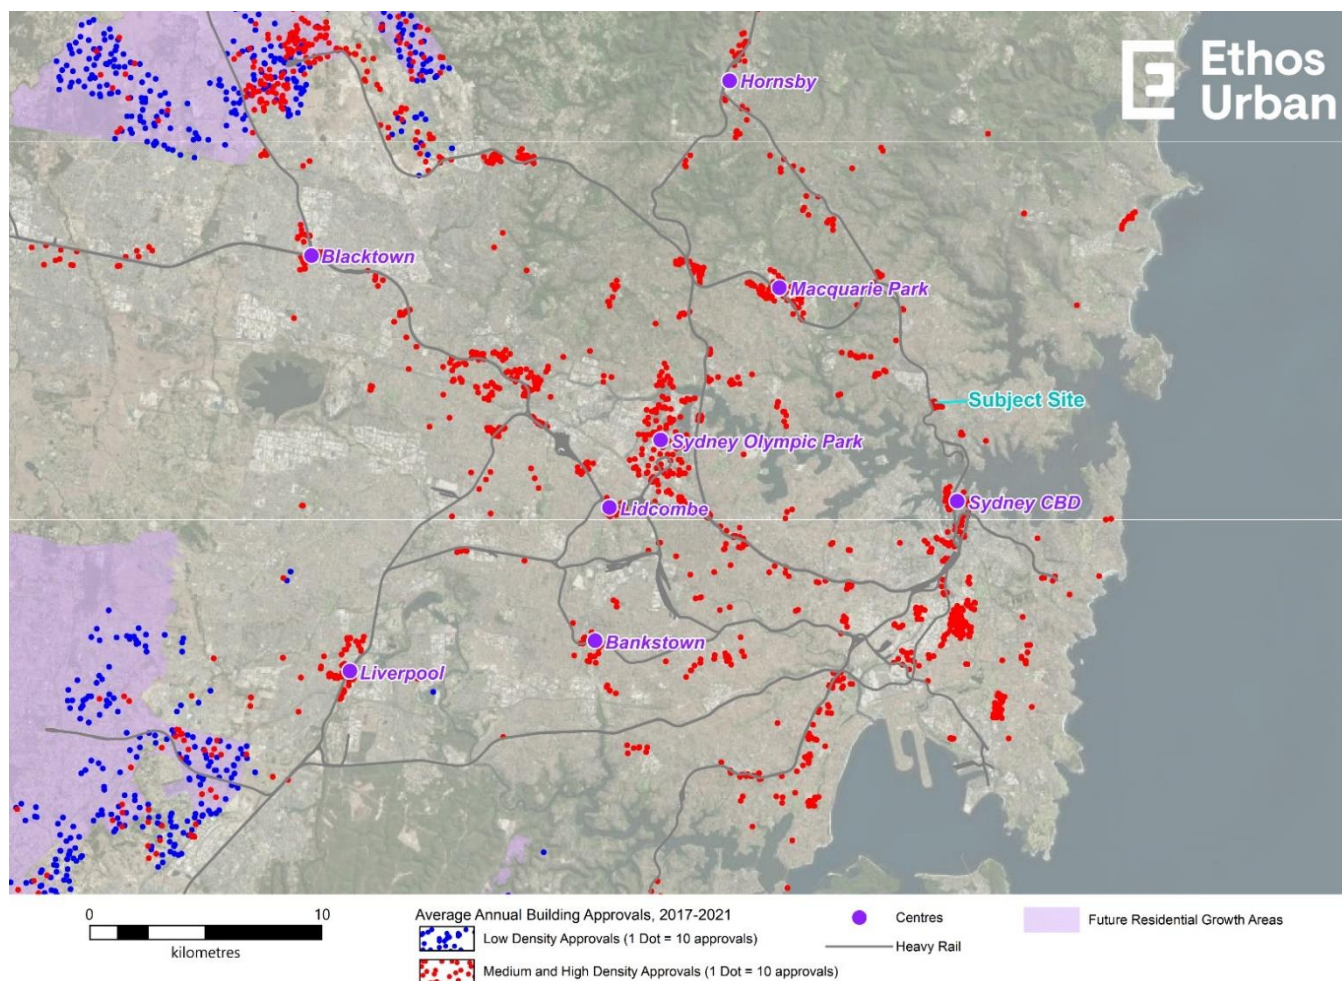 Ethos
Urban
Hornsby
Blacktown
Macquarie Park
Subject Site
Sydney Olympic Park
Sydney CBD
Lidcombe
Bankstown
Liverpool
0 10
kilometres
Average Annual Building Approvals, 2017-2021
Low Density Approvals (1 Dot = 10 approvals)
Medium and High Density Approvals (1 Dot = 10 approvals)
Centres
Heavy Rail
Future Residential Growth Areas